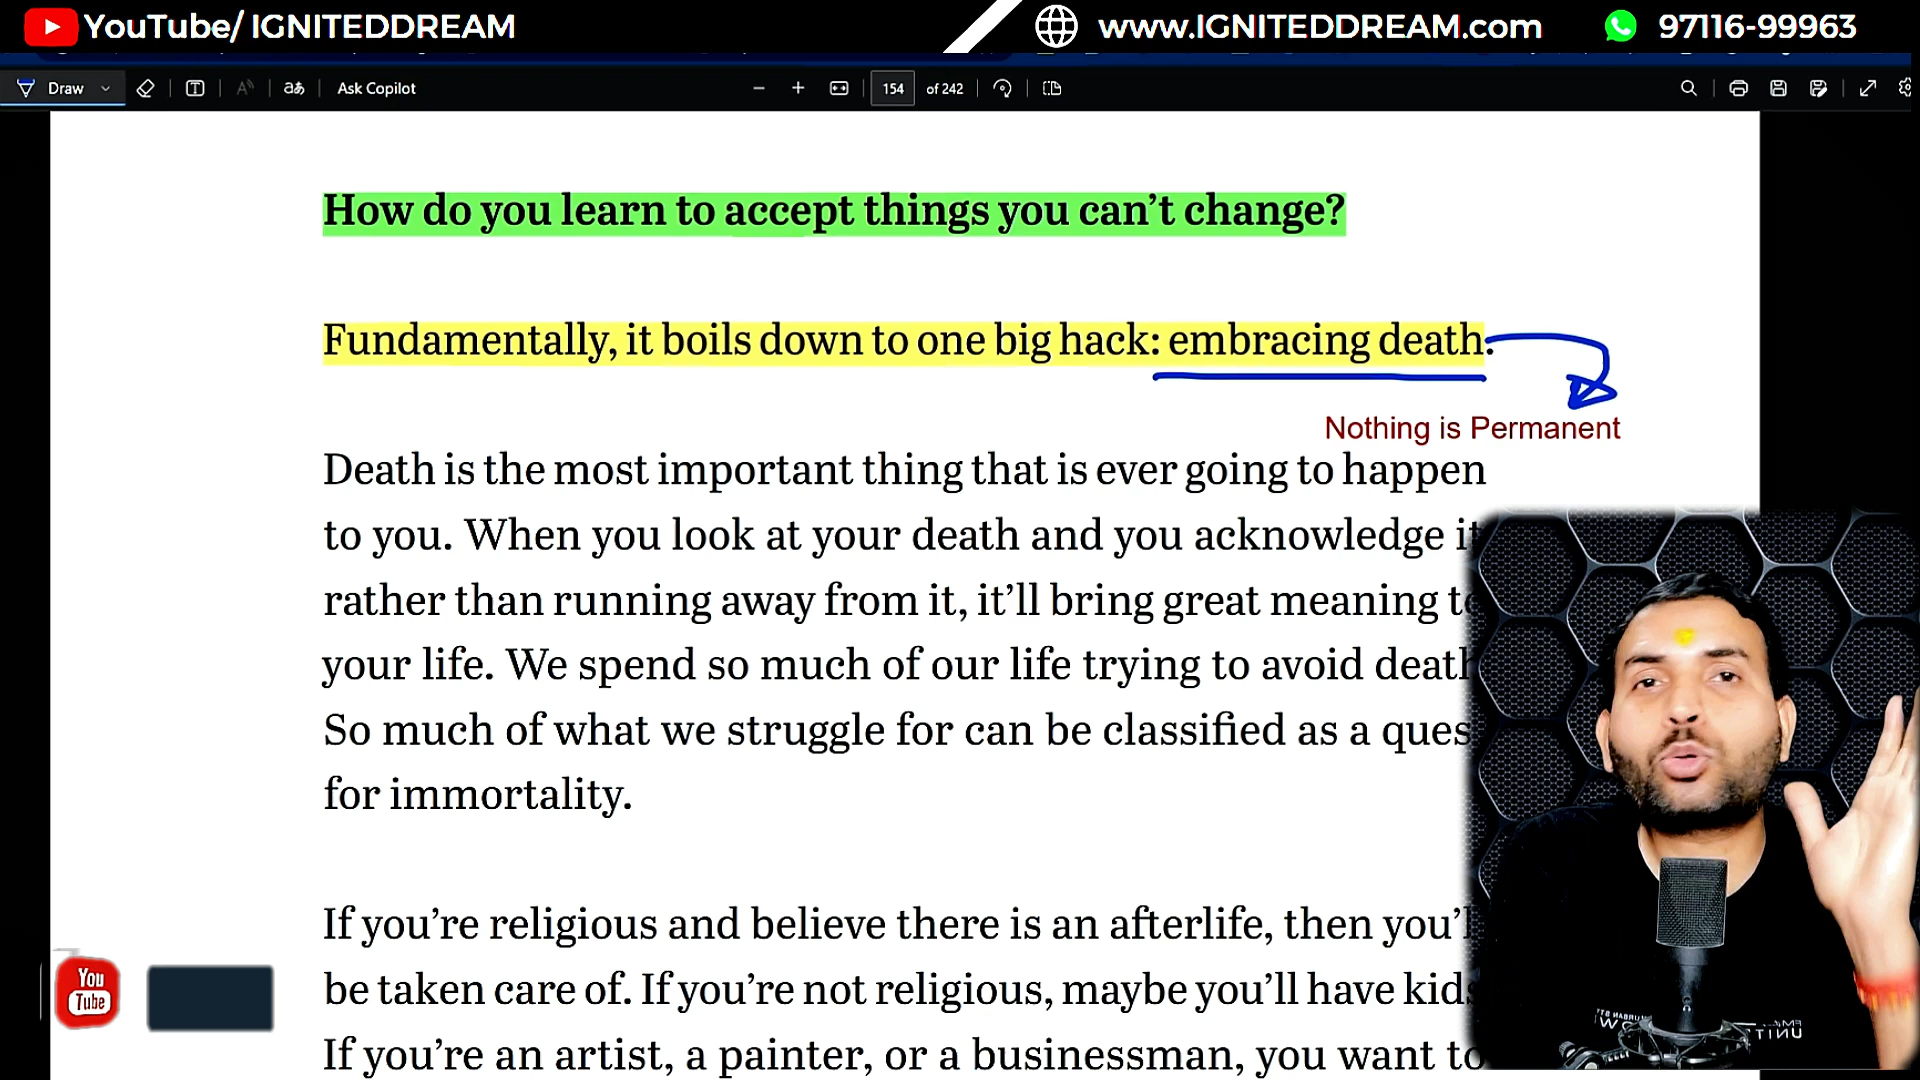 YouTube/ IGNITEDDREAM
www.IGNITEDDREAM.com
97116-99963
Draw
Ask Copilot
154 of 242
How do you learn to accept things you can’t change?
Fundamentally, it boils down to one big hack: embracing death.
Nothing is Permanent
Death is the most important thing that is ever going to happen
to you. When you look at your death and you acknowledge it
rather than running away from it, it’ll bring great meaning to
your life. We spend so much of our life trying to avoid death
So much of what we struggle for can be classified as a ques
for immortality.
If you’re religious and believe there is an afterlife, then you’l
be taken care of. If you’re not religious, maybe you’ll have kids
If you’re an artist, a painter, or a businessman, you want to
You
Tube